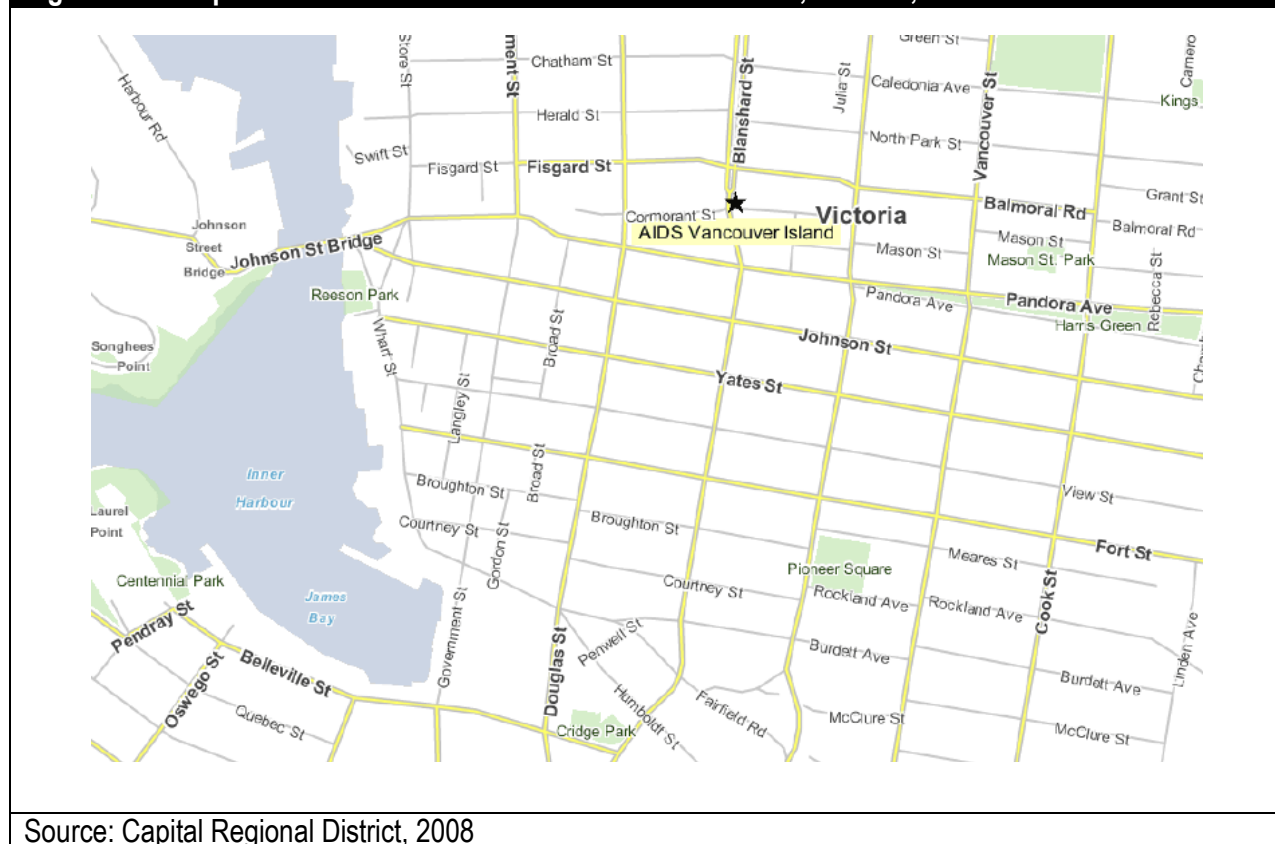 Green St
Camero
Store St
ment St
Chatham St
Blanshard St
Julia St
Caledonia Ave
Vancouver St
Kings
Harbour Rd
Herald St
North Park St
Swift St
Fisgard St
Fisgard St
Grant St
Balmoral Rd
Balmoral Rd
Cormorant St
Victoria
Johnson
Street
Bridge
Johnson St Bridge
AIDS Vancouver Island
Mason St
Mason St
Mason St. Park
Rebecca St
Reeson Park
Pandora Ave
Pandora Ave
Harris Green
Wharf St
Broad St
Johnson St
Songhees
Point
Yates St
Langley St
Inner
Harbour
Broad St
Broughton St
View St
Laurel
Point
Courtney St
Broughton St
Gordon St
Fort St
Meares St
Centennial Park
Pioneer Square
James
Bay
Courtney St
Rockland Ave
Rockland Ave
Cook St
Pendray St
Government St
Penwell St
Linden Ave
Burdett Ave
Burdett Ave
Belleville St
Oswego St
Douglas St
Quebec St
Humboldt St
Fairfield Rd
McClure St
McClure St
Cridge Park
Source: Capital Regional District, 2008